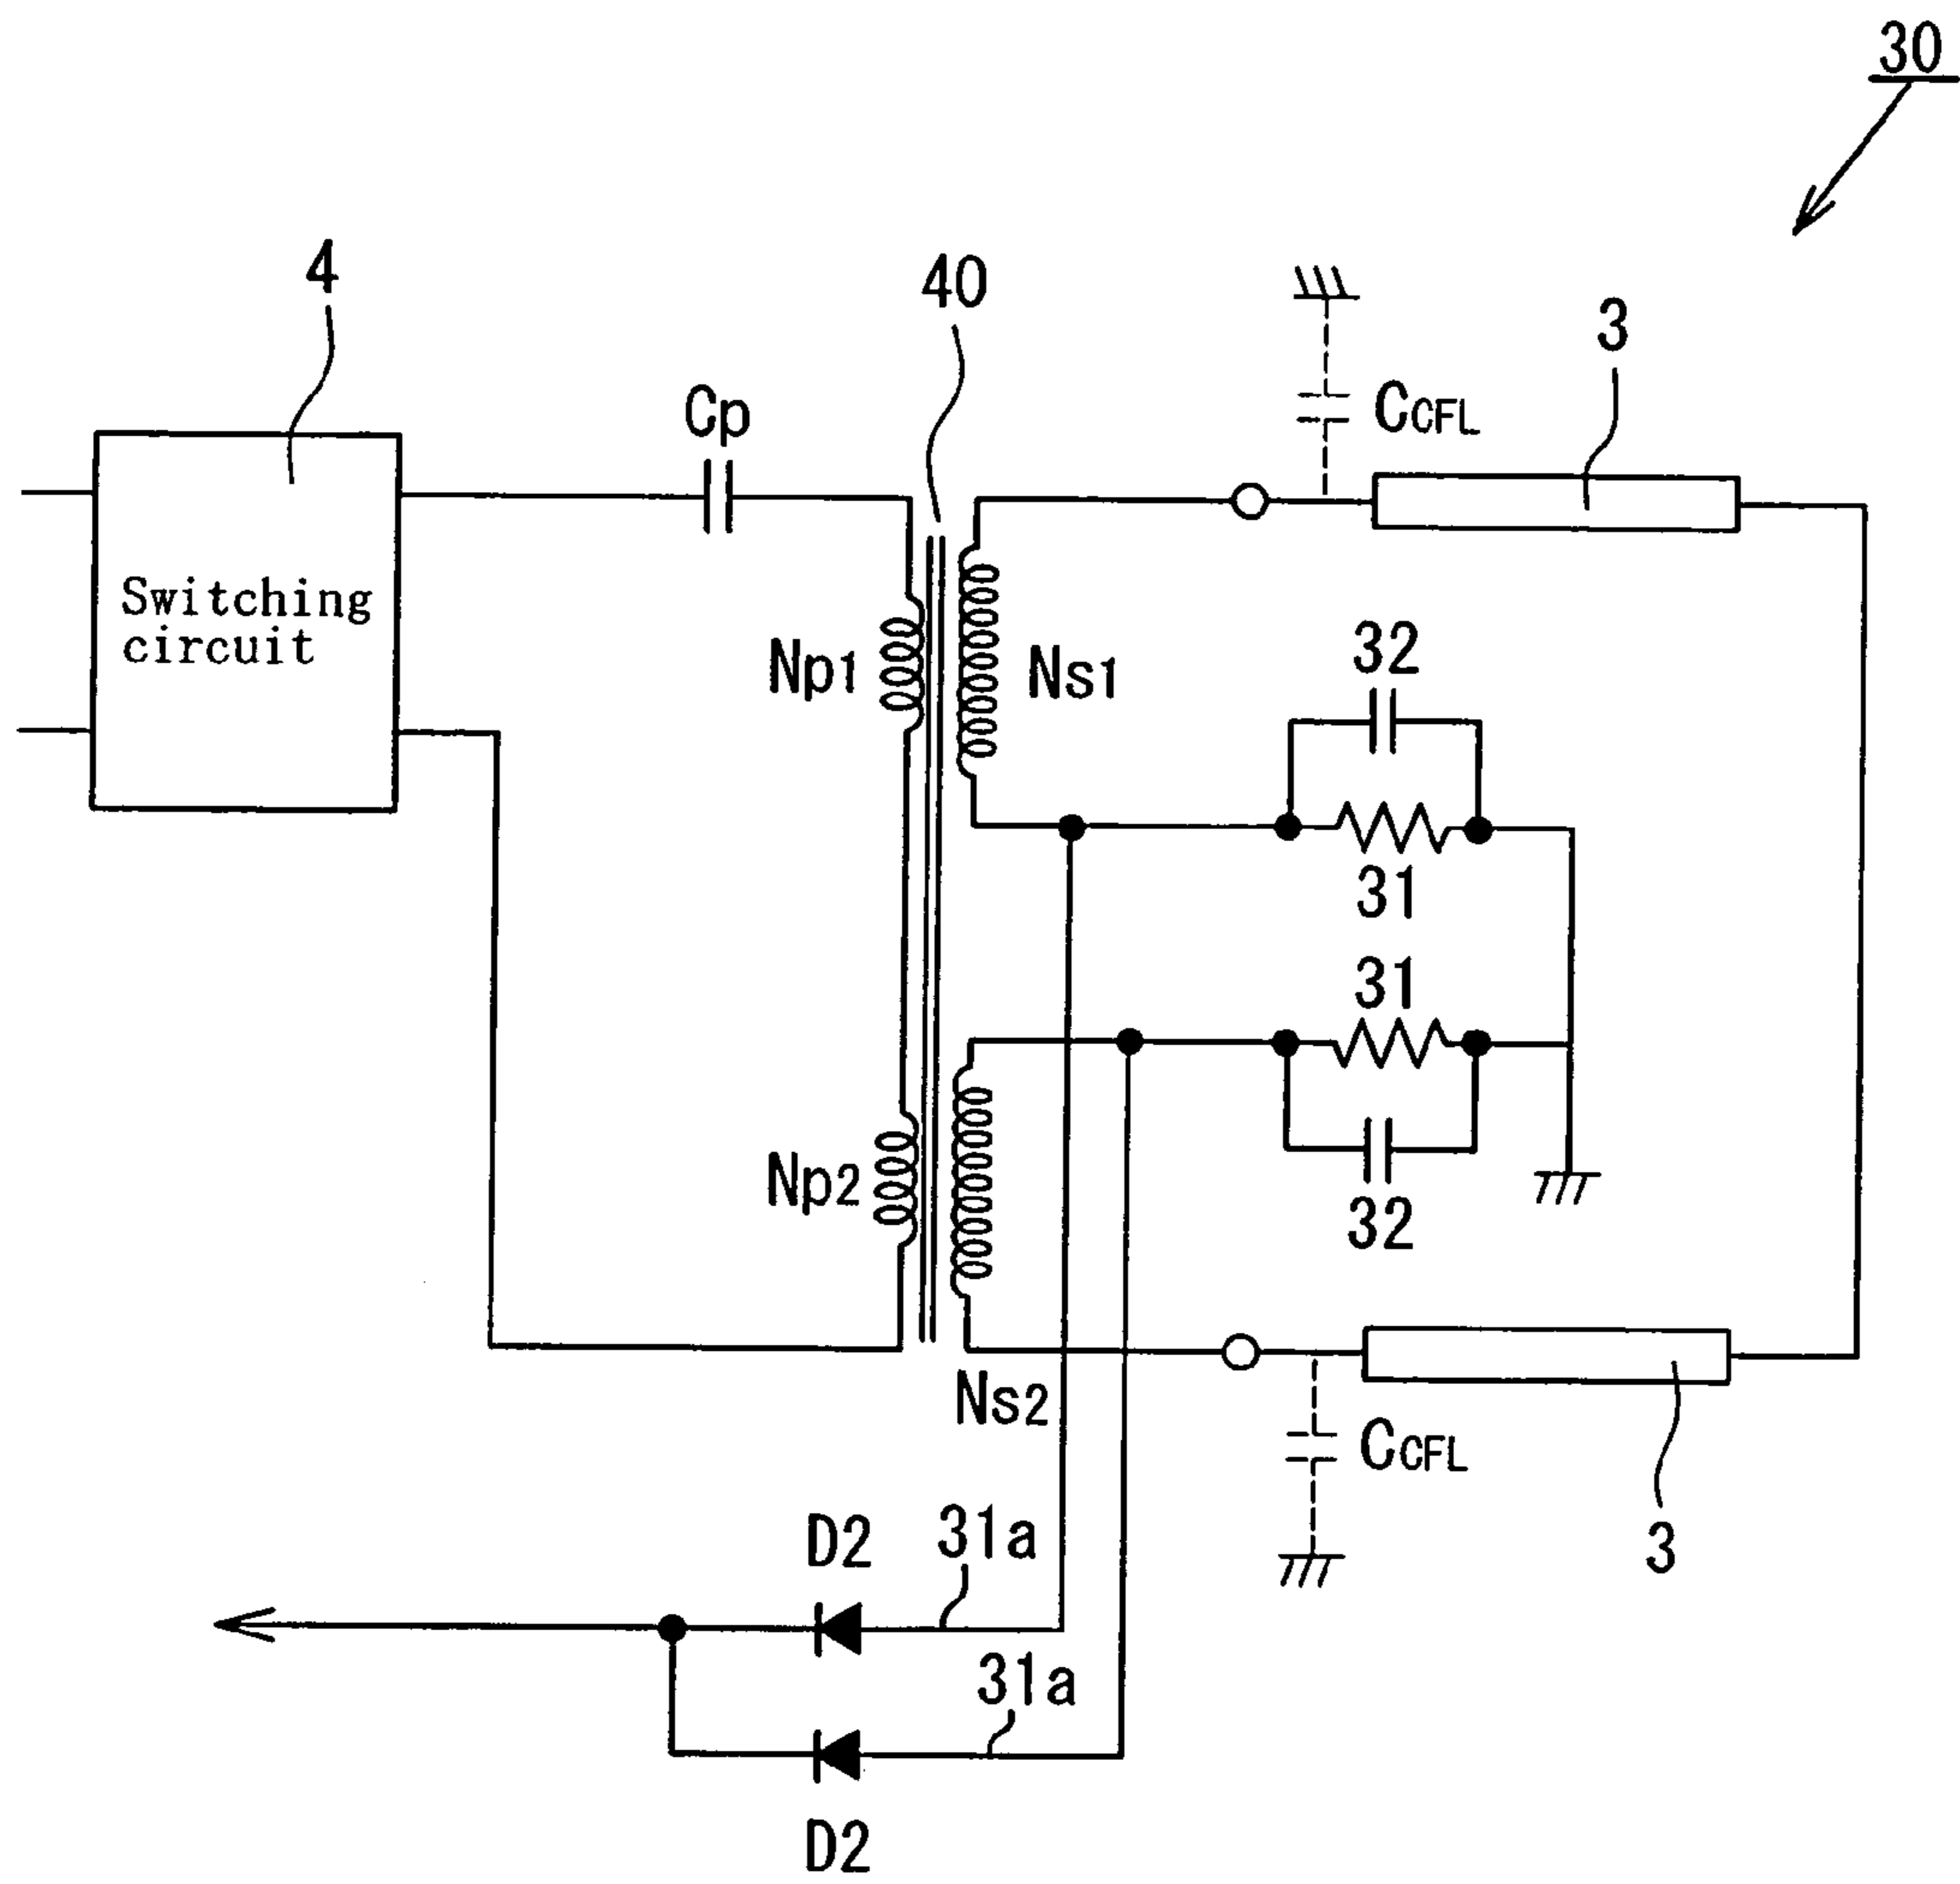 30
4
40
3
Cp
CCFL
Switching
circuit
Np1
Ns1
32
31
31
Np2
32
Ns2
CCFL
3
D2
31a
31a
D2